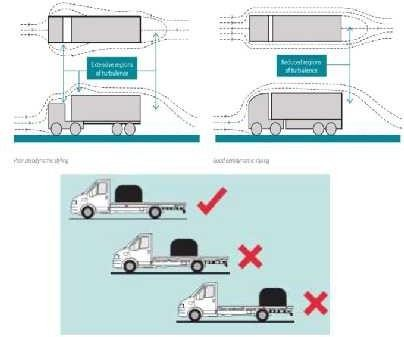 Extensive regions
of turbulence
Reduced regions
of turbulence
Poor aerodynamic styling
Good aerodynamic styling